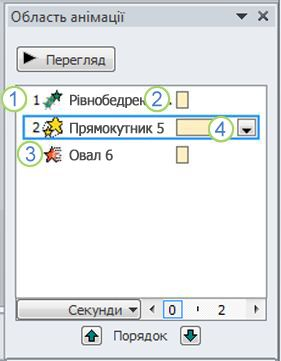 Область анімації
Перегляд
1 1 Рівнобедрен 2 .
2 Прямокутник 5 4
3 Овал 6
Секунди 0 2
Порядок